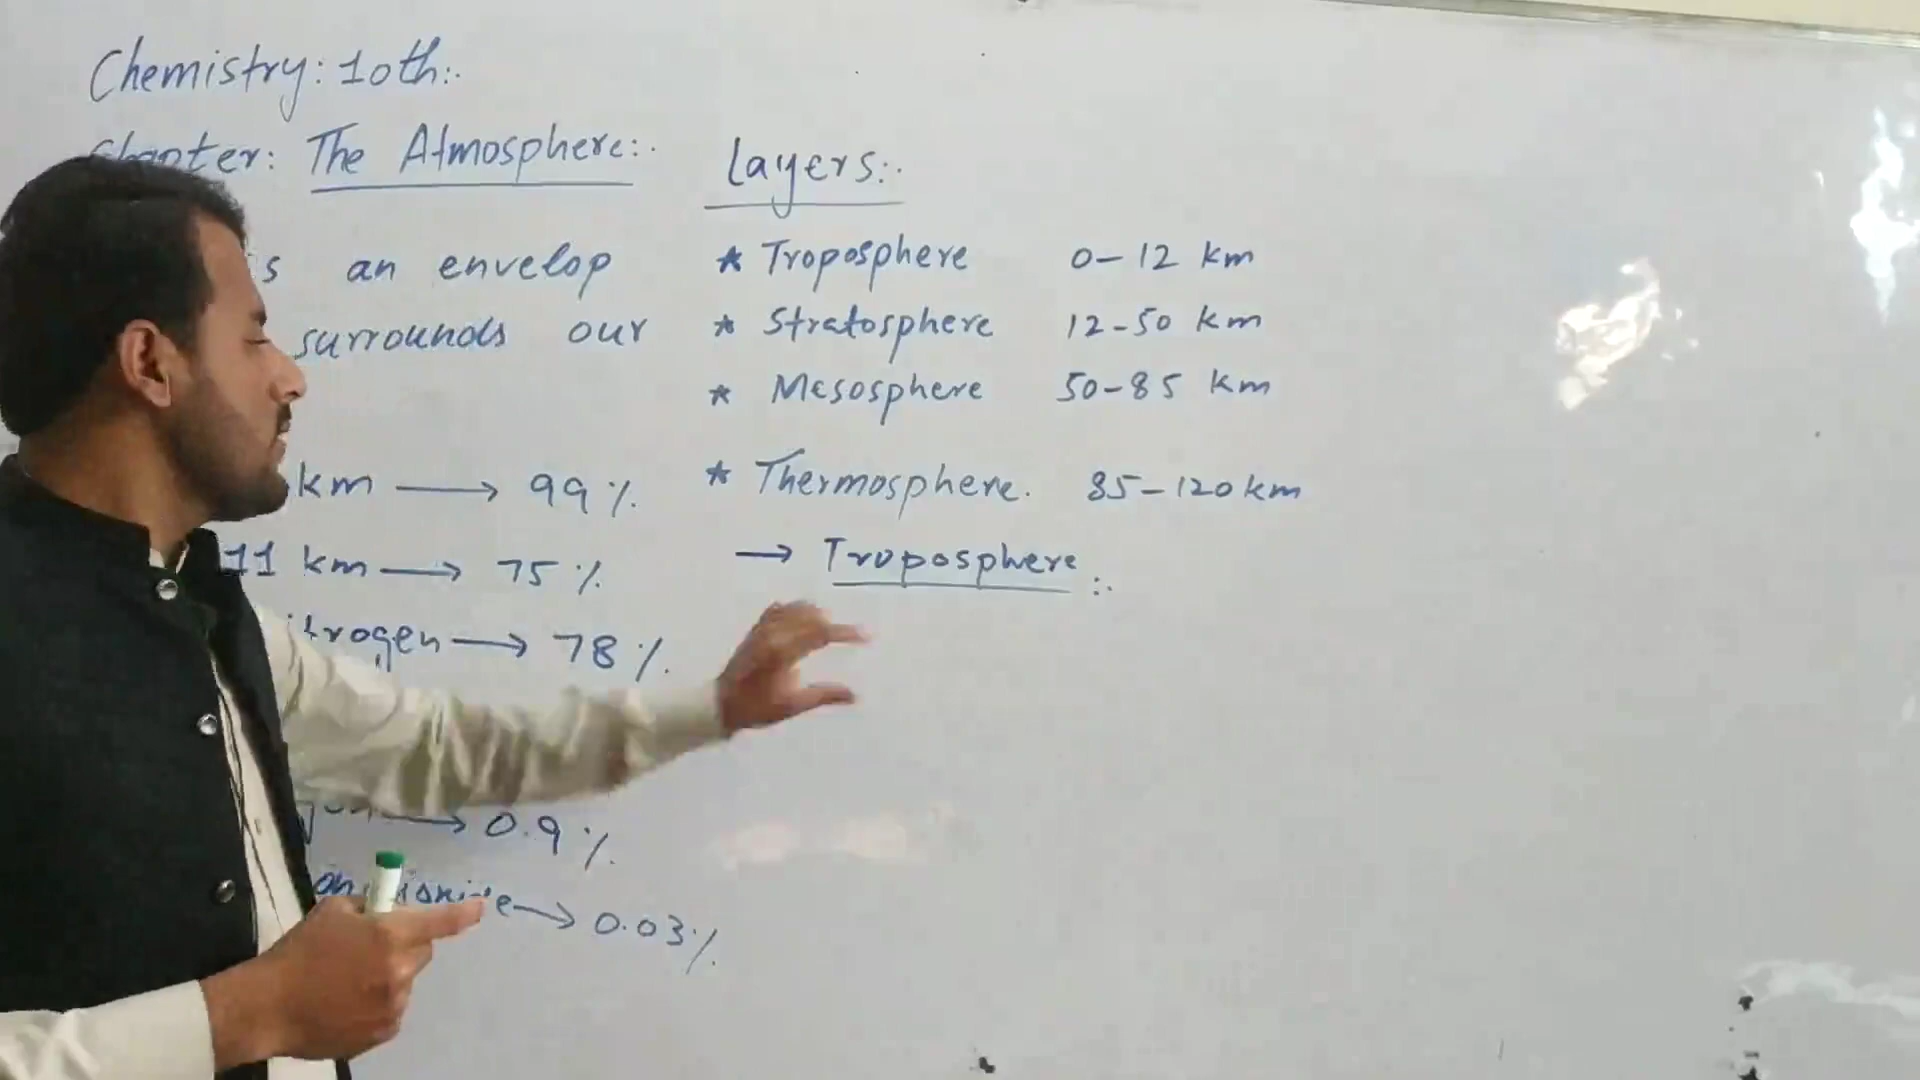 Chemistry: 10th:.
Chapter: The Atmosphere:.
s an envelop
surrounds our
km → 99%.
11 km → 75%
trogen → 78%.
→ 0.9%.
→ 0.03%.
Layers:.
* Troposphere 0-12 km
* Stratosphere 12-50 km
* Mesosphere 50-85 km
* Thermosphere. 85-120 km
→ Troposphere:.